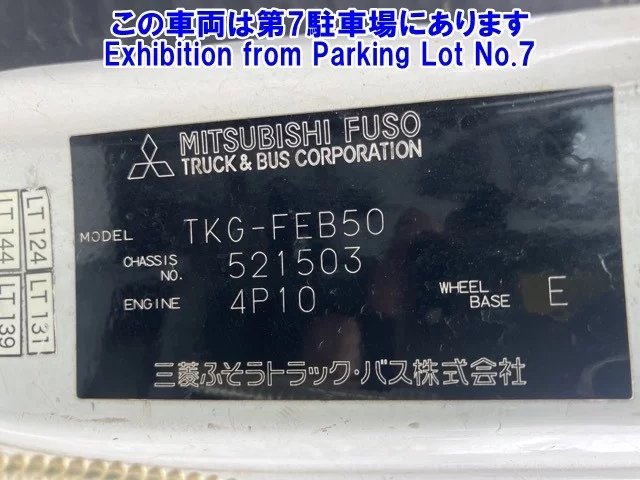 この車両は第7駐車場にあります
Exhibition from Parking Lot No.7
MITSUBISHI FUSO
TRUCK & BUS CORPORATION
MODEL TKG-FEB50
CHASSIS NO. 521503
ENGINE 4P10
WHEEL BASE E
三菱ふそうトラック・バス株式会社
LT 144
LT 124
LT 139
LT 131